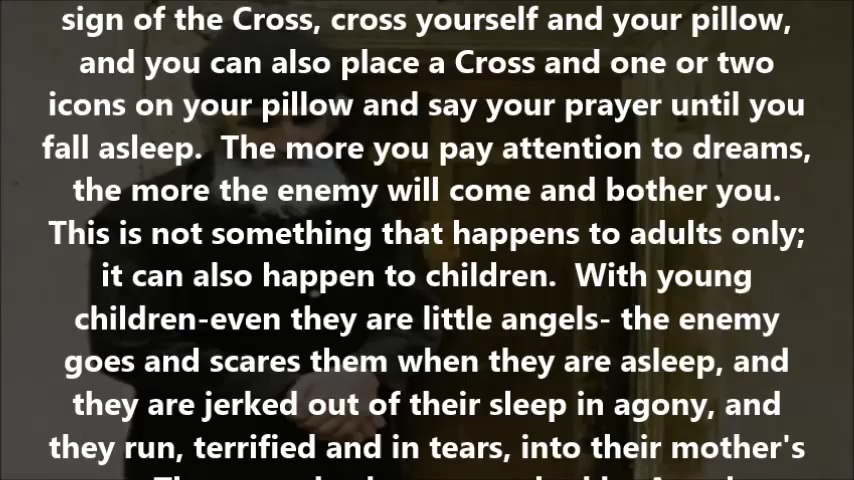 sign of the Cross, cross yourself and your pillow,
and you can also place a Cross and one or two
icons on your pillow and say your prayer until you
fall asleep.  The more you pay attention to dreams,
the more the enemy will come and bother you.
This is not something that happens to adults only;
it can also happen to children.  With young
children-even they are little angels- the enemy
goes and scares them when they are asleep, and
they are jerked out of their sleep in agony, and
they run, terrified and in tears, into their mother's